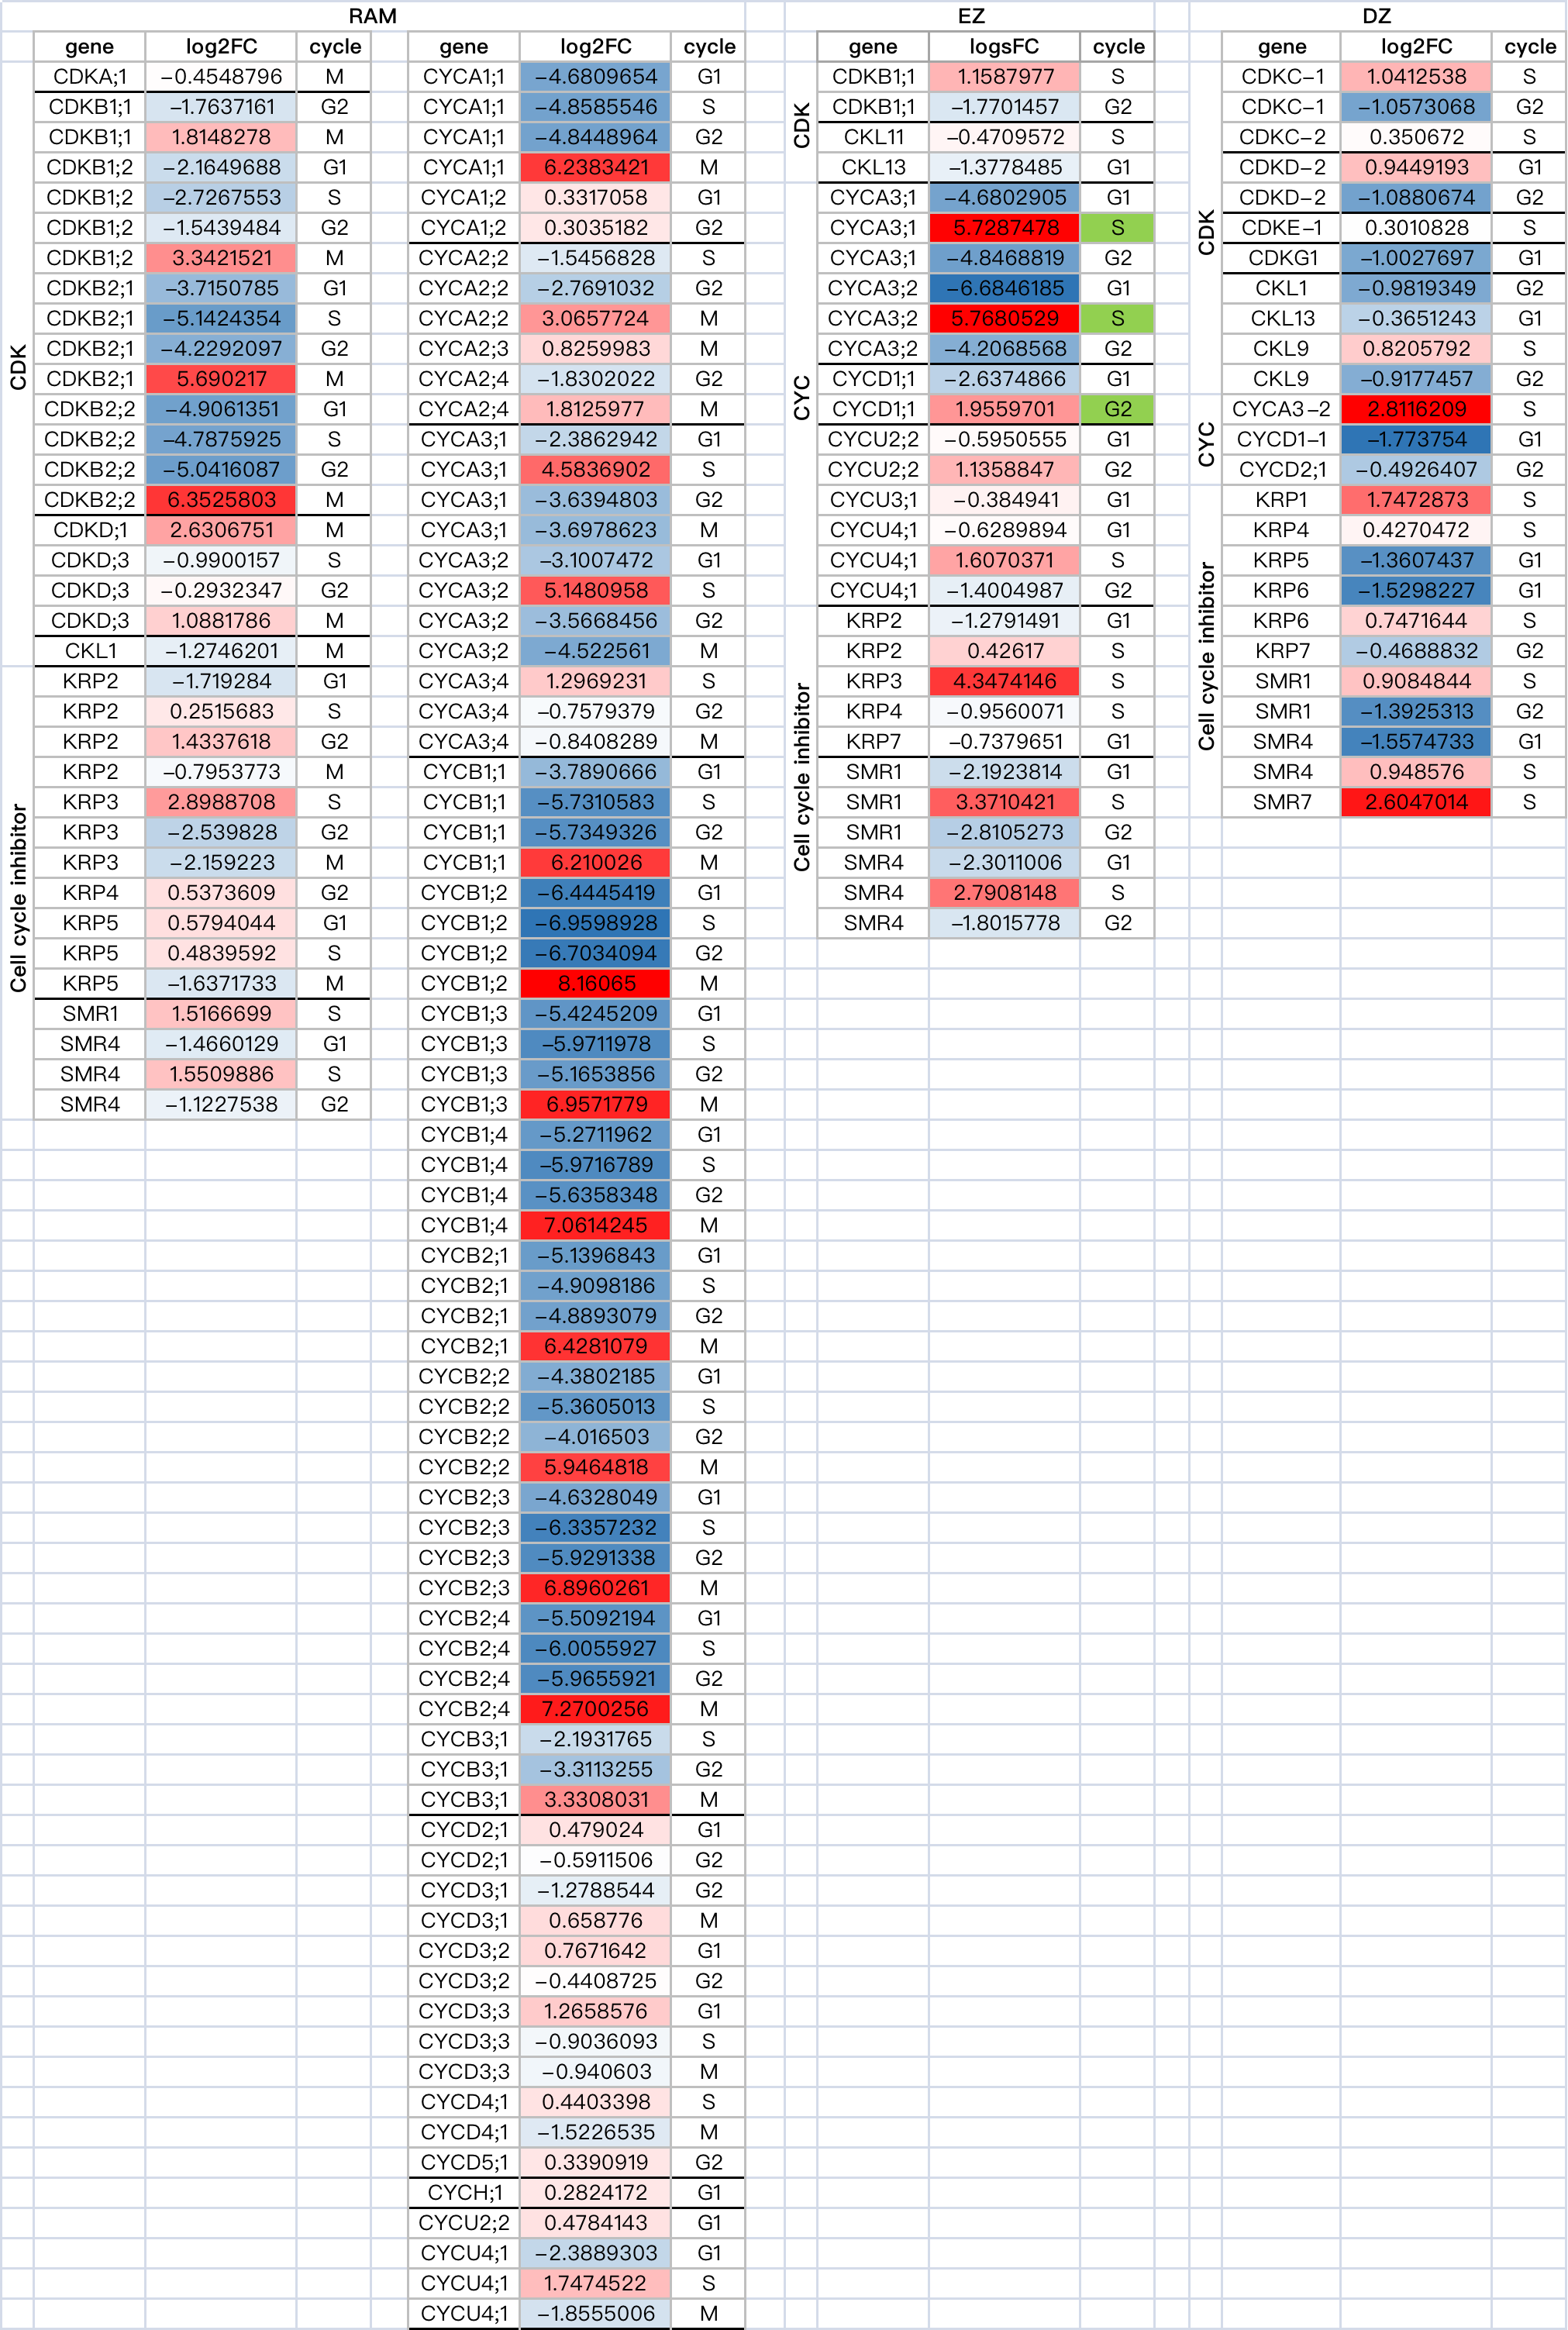 RAM EZ DZ
gene log2FC cycle gene log2FC cycle gene logsFC cycle gene log2FC cycle
CDKA;1 −0.4548796 M CYCA1;1 −4.6809654 G1 CDKB1;1 1.1587977 S CDKC−1 1.0412538 S
CDKB1;1 −1.7637161 G2 CYCA1;1 −4.8585546 S CDKB1;1 −1.7701457 G2 CDKC−1 −1.0573068 G2
CDKB1;1 1.8148278 M CYCA1;1 −4.8448964 G2 CDK CKL11 −0.4709572 S CDKC−2 0.350672 S
CDKB1;2 −2.1649688 G1 CYCA1;1 6.2383421 M CKL13 −1.3778485 G1 CDKD−2 0.9449193 G1
CDKB1;2 −2.7267553 S CYCA1;2 0.3317058 G1 CYCA3;1 −4.6802905 G1 CDKD−2 −1.0880674 G2
CDKB1;2 −1.5439484 G2 CYCA1;2 0.3035182 G2 CYCA3;1 5.7287478 S CDK CDKE−1 0.3010828 S
CDKB1;2 3.3421521 M CYCA2;2 −1.5456828 S CYCA3;1 −4.8468819 G2 CDKG1 −1.0027697 G1
CDKB2;1 −3.7150785 G1 CYCA2;2 −2.7691032 G2 CYCA3;2 −6.6846185 G1 CKL1 −0.9819349 G2
CDKB2;1 −5.1424354 S CYCA2;2 3.0657724 M CYCA3;2 5.7680529 S CKL13 −0.3651243 G1
CDKB2;1 −4.2292097 G2 CYCA2;3 0.8259983 M CYCA3;2 −4.2068568 G2 CKL9 0.8205792 S
CDK CDKB2;1 5.690217 M CYCA2;4 −1.8302022 G2 CYC CYCD1;1 −2.6374866 G1 CKL9 −0.9177457 G2
CDKB2;2 −4.9061351 G1 CYCA2;4 1.8125977 M CYCD1;1 1.9559701 G2 CYCA3−2 2.8116209 S
CDKB2;2 −4.7875925 S CYCA3;1 −2.3862942 G1 CYCU2;2 −0.5950555 G1 CYC CYCD1−1 −1.773754 G1
CDKB2;2 −5.0416087 G2 CYCA3;1 4.5836902 S CYCU2;2 1.1358847 G2 CYCD2;1 −0.4926407 G2
CDKB2;2 6.3525803 M CYCA3;1 −3.6394803 G2 CYCU3;1 −0.384941 G1 KRP1 1.7472873 S
CDKD;1 2.6306751 M CYCA3;1 −3.6978623 M CYCU4;1 −0.6289894 G1 KRP4 0.4270472 S
CDKD;3 −0.9900157 S CYCA3;2 −3.1007472 G1 CYCU4;1 1.6070371 S KRP5 −1.3607437 G1
CDKD;3 −0.2932347 G2 CYCA3;2 5.1480958 S CYCU4;1 −1.4004987 G2 KRP6 −1.5298227 G1
CDKD;3 1.0881786 M CYCA3;2 −3.5668456 G2 KRP2 −1.2791491 G1 Cell cycle inhibitor KRP6 0.7471644 S
CKL1 −1.2746201 M CYCA3;2 −4.522561 M KRP2 0.42617 S KRP7 −0.4688832 G2
KRP2 −1.719284 G1 CYCA3;4 1.2969231 S KRP3 4.3474146 S SMR1 0.9084844 S
KRP2 0.2515683 S CYCA3;4 −0.7579379 G2 KRP4 −0.9560071 S SMR1 −1.3925313 G2
KRP2 1.4337618 G2 CYCA3;4 −0.8408289 M KRP7 −0.7379651 G1 SMR4 −1.5574733 G1
KRP2 −0.7953773 M CYCB1;1 −3.7890666 G1 Cell cycle inhibitor SMR1 −2.1923814 G1 SMR4 0.948576 S
KRP3 2.8988708 S CYCB1;1 −5.7310583 S SMR1 3.3710421 S SMR7 2.6047014 S
KRP3 −2.539828 G2 CYCB1;1 −5.7349326 G2 SMR1 −2.8105273 G2
KRP3 −2.159223 M CYCB1;1 6.210026 M SMR4 −2.3011006 G1
Cell cycle inhibitor KRP4 0.5373609 G2 CYCB1;2 −6.4445419 G1 SMR4 2.7908148 S
KRP5 0.5794044 G1 CYCB1;2 −6.9598928 S SMR4 −1.8015778 G2
KRP5 0.4839592 S CYCB1;2 −6.7034094 G2
KRP5 −1.6371733 M CYCB1;2 8.16065 M
SMR1 1.5166699 S CYCB1;3 −5.4245209 G1
SMR4 −1.4660129 G1 CYCB1;3 −5.9711978 S
SMR4 1.5509886 S CYCB1;3 −5.1653856 G2
SMR4 −1.1227538 G2 CYCB1;3 6.9571779 M
CYCB1;4 −5.2711962 G1
CYCB1;4 −5.9716789 S
CYCB1;4 −5.6358348 G2
CYCB1;4 7.0614245 M
CYCB2;1 −5.1396843 G1
CYCB2;1 −4.9098186 S
CYCB2;1 −4.8893079 G2
CYCB2;1 6.4281079 M
CYCB2;2 −4.3802185 G1
CYCB2;2 −5.3605013 S
CYCB2;2 −4.016503 G2
CYCB2;2 5.9464818 M
CYCB2;3 −4.6328049 G1
CYCB2;3 −6.3357232 S
CYCB2;3 −5.9291338 G2
CYCB2;3 6.8960261 M
CYCB2;4 −5.5092194 G1
CYCB2;4 −6.0055927 S
CYCB2;4 −5.9655921 G2
CYCB2;4 7.2700256 M
CYCB3;1 −2.1931765 S
CYCB3;1 −3.3113255 G2
CYCB3;1 3.3308031 M
CYCD2;1 0.479024 G1
CYCD2;1 −0.5911506 G2
CYCD3;1 −1.2788544 G2
CYCD3;1 0.658776 M
CYCD3;2 0.7671642 G1
CYCD3;2 −0.4408725 G2
CYCD3;3 1.2658576 G1
CYCD3;3 −0.9036093 S
CYCD3;3 −0.940603 M
CYCD4;1 0.4403398 S
CYCD4;1 −1.5226535 M
CYCD5;1 0.3390919 G2
CYCH;1 0.2824172 G1
CYCU2;2 0.4784143 G1
CYCU4;1 −2.3889303 G1
CYCU4;1 1.7474522 S
CYCU4;1 −1.8555006 M